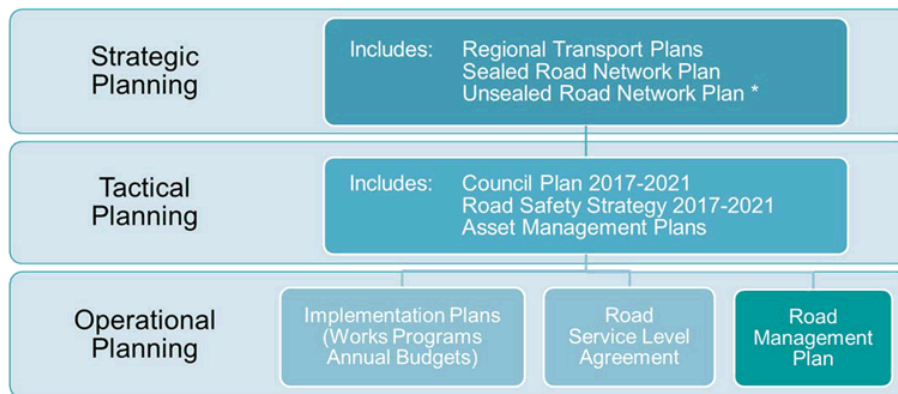 Strategic
Planning
Includes: Regional Transport Plans
Sealed Road Network Plan
Unsealed Road Network Plan *
Tactical
Planning
Includes: Council Plan 2017-2021
Road Safety Strategy 2017-2021
Asset Management Plans
Operational
Planning
Implementation Plans
(Works Programs
Annual Budgets)
Road
Service Level
Agreement
Road
Management
Plan